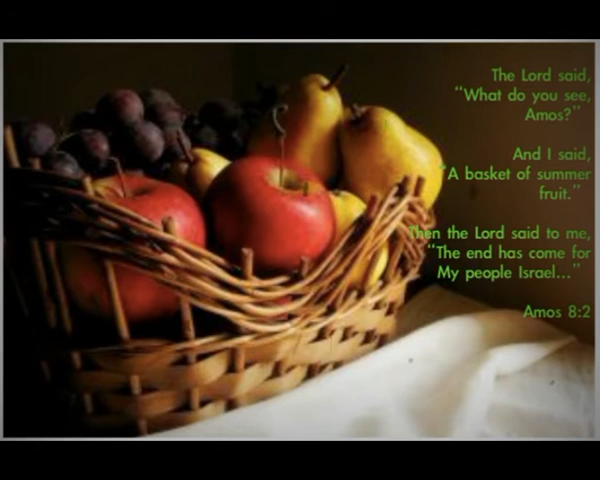 The Lord said,
“What do you see,
Amos?”
And I said,
“A basket of summer
fruit.”
Then the Lord said to me,
“The end has come for
My people Israel...”
Amos 8:2